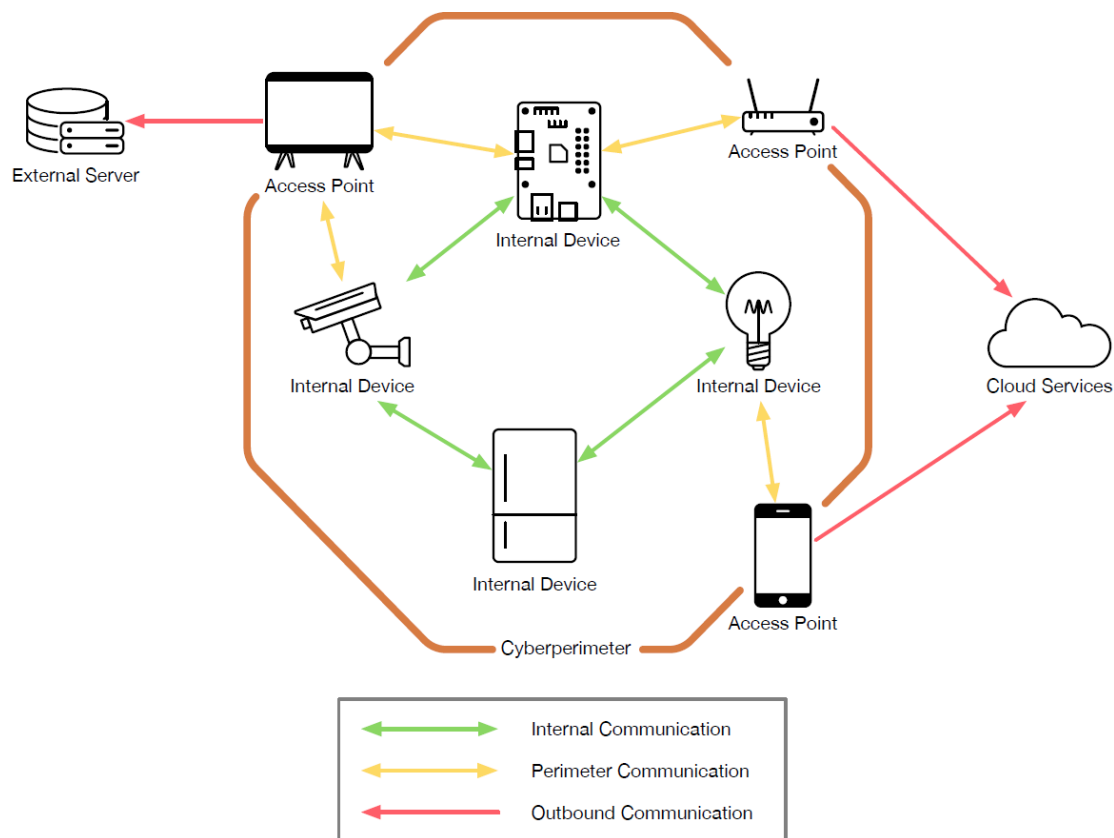 External Server
Access Point
Internal Device
Access Point
Internal Device
Internal Device
Cloud Services
Internal Device
Access Point
Cyberperimeter
Internal Communication
Perimeter Communication
Outbound Communication